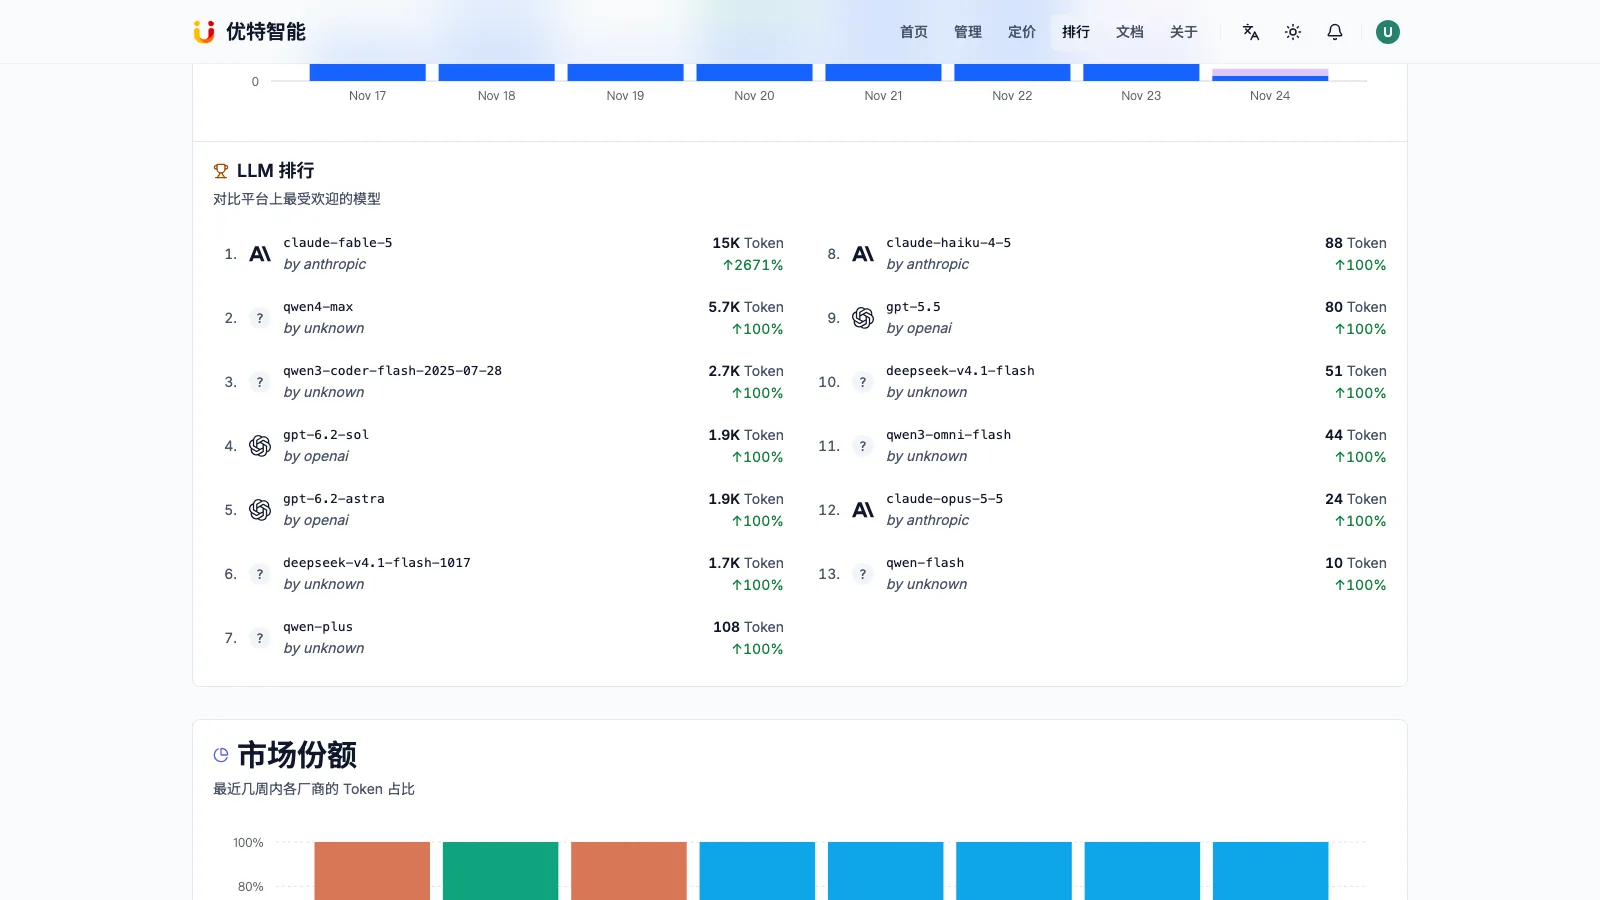 优特智能
首页 管理 定价 排行 文档 关于
U
0
Nov 17 Nov 18 Nov 19 Nov 20 Nov 21 Nov 22 Nov 23 Nov 24
LLM 排行
对比平台上最受欢迎的模型
1. claude-fable-5 15K Token
by anthropic ↑2671%
2. ? qwen4-max 5.7K Token
by unknown ↑100%
3. ? qwen3-coder-flash-2025-07-28 2.7K Token
by unknown ↑100%
4. gpt-6.2-sol 1.9K Token
by openai ↑100%
5. gpt-6.2-astra 1.9K Token
by openai ↑100%
6. ? deepseek-v4.1-flash-1017 1.7K Token
by unknown ↑100%
7. ? qwen-plus 108 Token
by unknown ↑100%
8. claude-haiku-4-5 88 Token
by anthropic ↑100%
9. gpt-5.5 80 Token
by openai ↑100%
10. ? deepseek-v4.1-flash 51 Token
by unknown ↑100%
11. ? qwen3-omni-flash 44 Token
by unknown ↑100%
12. claude-opus-5-5 24 Token
by anthropic ↑100%
13. ? qwen-flash 10 Token
by unknown ↑100%
市场份额
最近几周内各厂商的 Token 占比
100%
80%